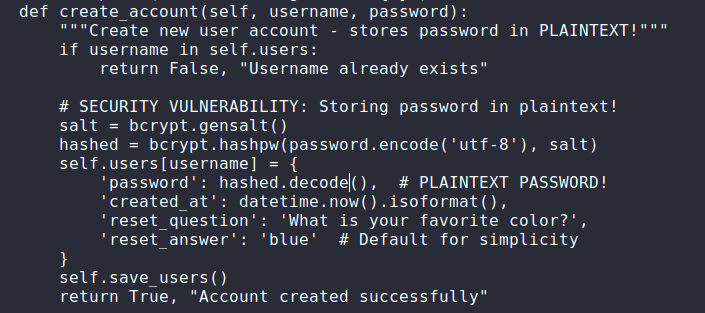 def create_account(self, username, password):
    """Create new user account - stores password in PLAINTEXT!"""
    if username in self.users:
        return False, "Username already exists"

    # SECURITY VULNERABILITY: Storing password in plaintext!
    salt = bcrypt.gensalt()
    hashed = bcrypt.hashpw(password.encode('utf-8'), salt)
    self.users[username] = {
        'password': hashed.decode(),  # PLAINTEXT PASSWORD!
        'created_at': datetime.now().isoformat(),
        'reset_question': 'What is your favorite color?',
        'reset_answer': 'blue'  # Default for simplicity
    }
    self.save_users()
    return True, "Account created successfully"